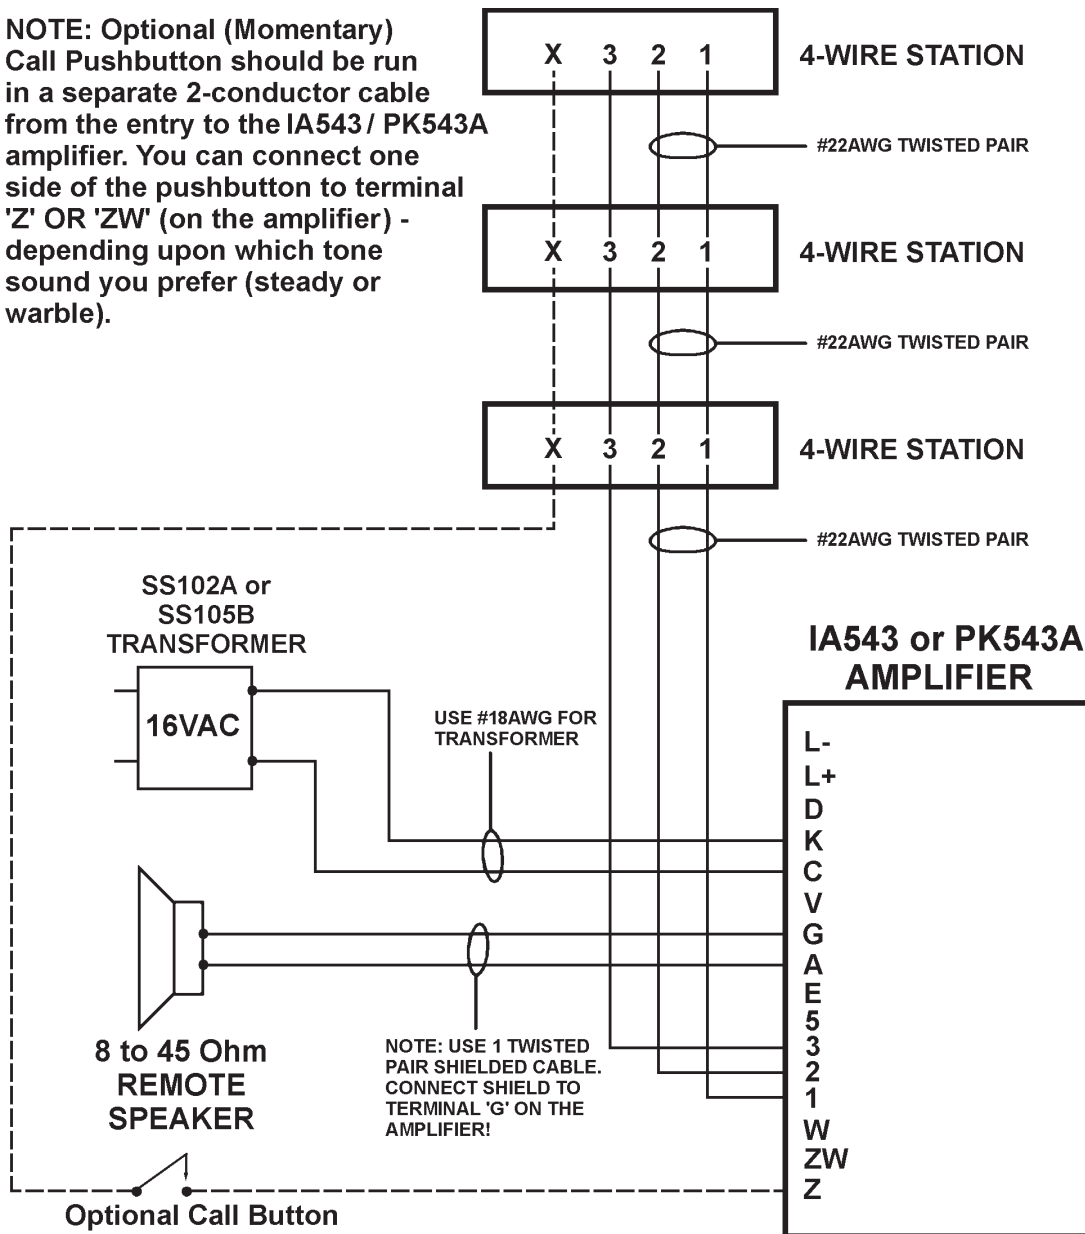 NOTE: Optional (Momentary)
Call Pushbutton should be run
in a separate 2-conductor cable
from the entry to the IA543 / PK543A
amplifier. You can connect one
side of the pushbutton to terminal
'Z' OR 'ZW' (on the amplifier) -
depending upon which tone
sound you prefer (steady or
warble).
X 3 2 1
4-WIRE STATION
#22AWG TWISTED PAIR
X 3 2 1
4-WIRE STATION
#22AWG TWISTED PAIR
X 3 2 1
4-WIRE STATION
#22AWG TWISTED PAIR
SS102A or
SS105B
TRANSFORMER
16VAC
USE #18AWG FOR
TRANSFORMER
IA543 or PK543A
AMPLIFIER
L-
L+
D
K
C
V
G
A
E
5
3
2
1
W
ZW
Z
8 to 45 Ohm
REMOTE
SPEAKER
NOTE: USE 1 TWISTED
PAIR SHIELDED CABLE.
CONNECT SHIELD TO
TERMINAL 'G' ON THE
AMPLIFIER!
Optional Call Button